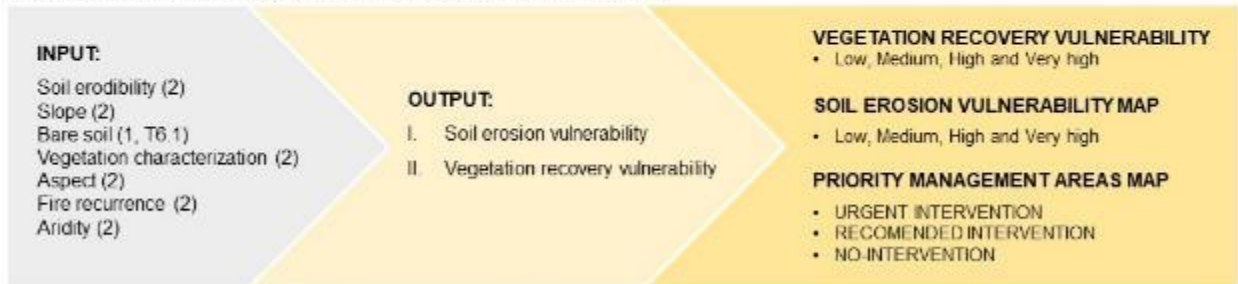 INPUT:
Soil erodibility (2)
Slope (2)
Bare soil (1, T6.1)
Vegetation characterization (2)
Aspect (2)
Fire recurrence (2)
Aridity (2)
OUTPUT:
I. Soil erosion vulnerability
II. Vegetation recovery vulnerability
VEGETATION RECOVERY VULNERABILITY
• Low, Medium, High and Very high
SOIL EROSION VULNERABILITY MAP
• Low, Medium, High and Very high
PRIORITY MANAGEMENT AREAS MAP
• URGENT INTERVENTION
• RECOMENDED INTERVENTION
• NO-INTERVENTION